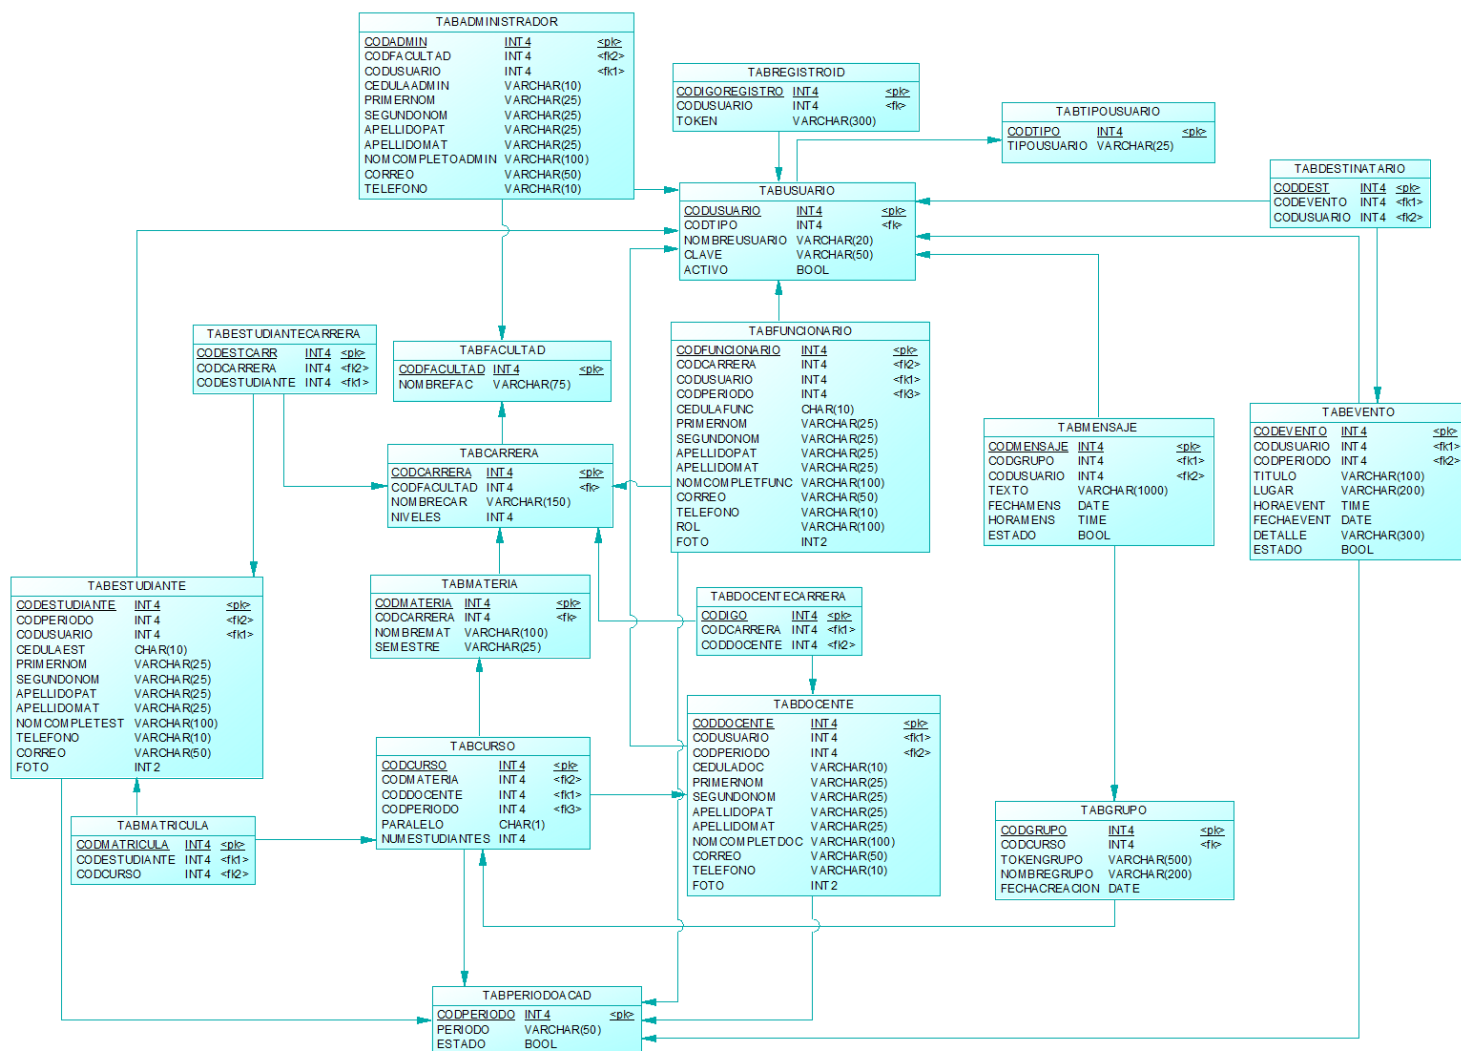 TABADMINISTRADOR
CODADMIN INT4 <pk>
CODFACULTAD INT4 <fk2>
CODUSUARIO INT4 <fk1>
CEDULAADMIN VARCHAR(10)
PRIMERNOM VARCHAR(25)
SEGUNDONOM VARCHAR(25)
APELLIDOPAT VARCHAR(25)
APELLIDOMAT VARCHAR(25)
NOMCOMPLETOADMIN VARCHAR(100)
CORREO VARCHAR(50)
TELEFONO VARCHAR(10)
TABREGISTROID
CODIGOREGISTRO INT4 <pk>
CODUSUARIO INT4 <fk>
TOKEN VARCHAR(300)
TABTIPOUSUARIO
CODTIPO INT4 <pk>
TIPOUSUARIO VARCHAR(25)
TABDESTINATARIO
CODDEST INT4 <pk>
CODEVENTO INT4 <fk1>
CODUSUARIO INT4 <fk2>
TABUSUARIO
CODUSUARIO INT4 <pk>
CODTIPO INT4 <fk>
NOMBREUSUARIO VARCHAR(20)
CLAVE VARCHAR(50)
ACTIVO BOOL
TABESTUDIANTECARRERA
CODESTCARR INT4 <pk>
CODCARRERA INT4 <fk2>
CODESTUDIANTE INT4 <fk1>
TABFACULTAD
CODFACULTAD INT4 <pk>
NOMBREFAC VARCHAR(75)
TABFUNCIONARIO
CODFUNCIONARIO INT4 <pk>
CODCARRERA INT4 <fk2>
CODUSUARIO INT4 <fk1>
CODPERIODO INT4 <fk3>
CEDULAFUNC CHAR(10)
PRIMERNOM VARCHAR(25)
SEGUNDONOM VARCHAR(25)
APELLIDOPAT VARCHAR(25)
APELLIDOMAT VARCHAR(25)
NOMCOMPLETFUNC VARCHAR(100)
CORREO VARCHAR(50)
TELEFONO VARCHAR(10)
ROL VARCHAR(100)
FOTO INT2
TABMENSAJE
CODMENSAJE INT4 <pk>
CODGRUPO INT4 <fk1>
CODUSUARIO INT4 <fk2>
TEXTO VARCHAR(1000)
FECHAMENS DATE
HORAMENS TIME
ESTADO BOOL
TABEVENTO
CODEVENTO INT4 <pk>
CODUSUARIO INT4 <fk1>
CODPERIODO INT4 <fk2>
TITULO VARCHAR(100)
LUGAR VARCHAR(200)
HORAEVENT TIME
FECHAEVENT DATE
DETALLE VARCHAR(300)
ESTADO BOOL
TABCARRERA
CODCARRERA INT4 <pk>
CODFACULTAD INT4 <fk>
NOMBRECAR VARCHAR(150)
NIVELES INT4
TABESTUDIANTE
CODESTUDIANTE INT4 <pk>
CODPERIODO INT4 <fk2>
CODUSUARIO INT4 <fk1>
CEDULAEST CHAR(10)
PRIMERNOM VARCHAR(25)
SEGUNDONOM VARCHAR(25)
APELLIDOPAT VARCHAR(25)
APELLIDOMAT VARCHAR(25)
NOMCOMPLETEST VARCHAR(100)
TELEFONO VARCHAR(10)
CORREO VARCHAR(50)
FOTO INT2
TABMATERIA
CODMATERIA INT4 <pk>
CODCARRERA INT4 <fk>
NOMBREMAT VARCHAR(100)
SEMESTRE VARCHAR(25)
TABDOCENTECARRERA
CODIGO INT4 <pk>
CODCARRERA INT4 <fk1>
CODDOCENTE INT4 <fk2>
TABDOCENTE
CODDOCENTE INT4 <pk>
CODUSUARIO INT4 <fk1>
CODPERIODO INT4 <fk2>
CEDULADOC VARCHAR(10)
PRIMERNOM VARCHAR(25)
SEGUNDONOM VARCHAR(25)
APELLIDOPAT VARCHAR(25)
APELLIDOMAT VARCHAR(25)
NOMCOMPLETDOC VARCHAR(100)
CORREO VARCHAR(50)
TELEFONO VARCHAR(10)
FOTO INT2
TABCURSO
CODCURSO INT4 <pk>
CODMATERIA INT4 <fk2>
CODDOCENTE INT4 <fk1>
CODPERIODO INT4 <fk3>
PARALELO CHAR(1)
NUMESTUDIANTES INT4
TABMATRICULA
CODMATRICULA INT4 <pk>
CODESTUDIANTE INT4 <fk1>
CODCURSO INT4 <fk2>
TABGRUPO
CODGRUPO INT4 <pk>
CODCURSO INT4 <fk>
TOKENGRUPO VARCHAR(500)
NOMBREGRUPO VARCHAR(200)
FECHACREACION DATE
TABPERIODOACAD
CODPERIODO INT4 <pk>
PERIODO VARCHAR(50)
ESTADO BOOL